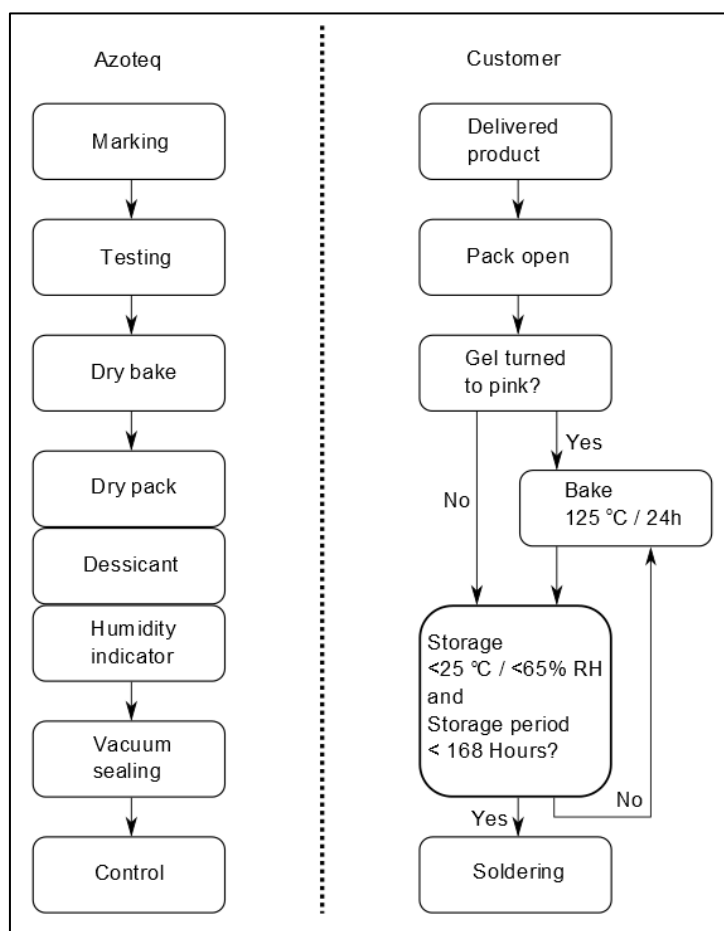 Azoteq
Marking
Testing
Dry bake
Dry pack
Dessicant
Humidity
indicator
Vacuum
sealing
Control
Customer
Delivered
product
Pack open
Gel turned
to pink?
Yes
No
Bake
125 °C / 24h
Storage
<25 °C / <65% RH
and
Storage period
< 168 Hours?
No
Yes
Soldering